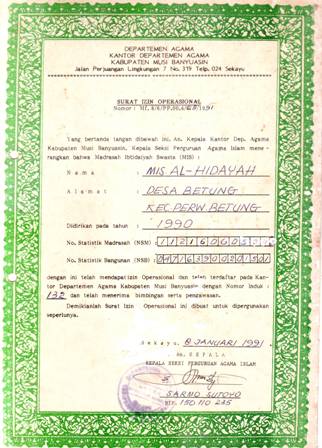 DEPARTEMEN AGAMA
KANTOR DEPARTEMEN AGAMA
KABUPATEN MUSI BANYUASIN
Jalan Perjuangan Lingkungan 7 No. 319 Telp. 024 Sekayu
SURAT IZIN OPERASIONAL
Nomor :
Yang bertanda tangan dibawah ini, An. Kepala Kantor Dep. Agama
Kabupaten Musi Banyuasin, Kepala Seksi Perguruan Agama Islam mene-
rangkan bahwa Madrasah Ibtidaiyah Swasta (MIS) :
Nama : MIS AL-HIDAYAH
Alamat : DESA BETUNG
KEC. PERW. BETUNG
Didirikan pada tahun : 1990
No. Statistik Madrasah (NSM) :
No. Statistik Bangunan (NSB) :
dengan ini telah mendapat izin Operasional dan telah terdaftar pada Kan-
tor Departemen Agama Kabupaten Musi Banyuasin dengan Nomor Induk :
dan telah menerima bimbingan serta pengawasan.
Demikianlah Surat Izin Operasional ini dibuat untuk dipergunakan
seperlunya.
Sekayu, 8 JANUARI 1991
An. KEPALA
KEPALA SEKSI PERGURUAN AGAMA ISLAM
SARMO SUTOYO
NIP. 150 110 235